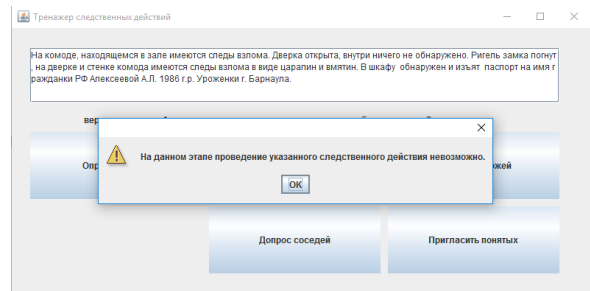 Тренажер следственных действий
На комоде, находящемся в зале имеются следы взлома. Дверка открыта, внутри ничего не обнаружено. Ригель замка погнут
, на дверке и стенке комода имеются следы взлома в виде царапин и вмятин. В шкафу обнаружен и изъят паспорт на имя г
ражданки РФ Алексеевой А.Л. 1986 г.р. Уроженки г. Барнаула.
На данном этапе проведение указанного следственного действия невозможно.
OK
Допрос соседей
Пригласить понятых